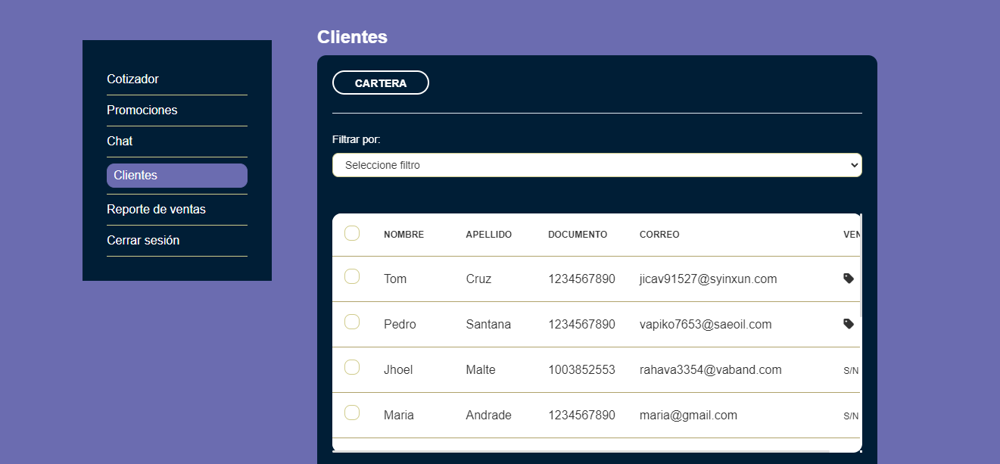 Clientes
Cotizador
Promociones
Chat
Clientes
Reporte de ventas
Cerrar sesión
CARTERA
Filtrar por:
Seleccione filtro
NOMBRE APELLIDO DOCUMENTO CORREO VEN
Tom Cruz 1234567890 jicav91527@syinxun.com
Pedro Santana 1234567890 vapiko7653@saeoil.com
Jhoel Malte 1003852553 rahava3354@vaband.com S/N
Maria Andrade 1234567890 maria@gmail.com S/N